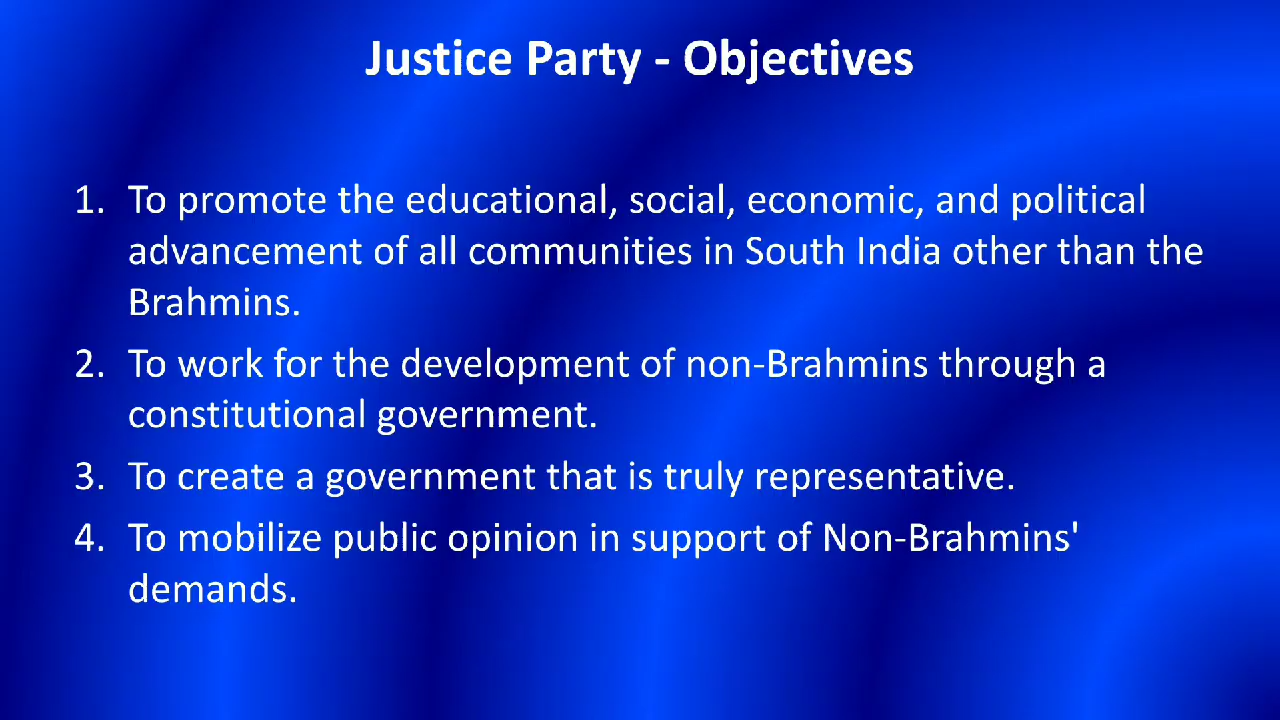 Justice Party - Objectives
1. To promote the educational, social, economic, and political
advancement of all communities in South India other than the
Brahmins.
2. To work for the development of non-Brahmins through a
constitutional government.
3. To create a government that is truly representative.
4. To mobilize public opinion in support of Non-Brahmins'
demands.